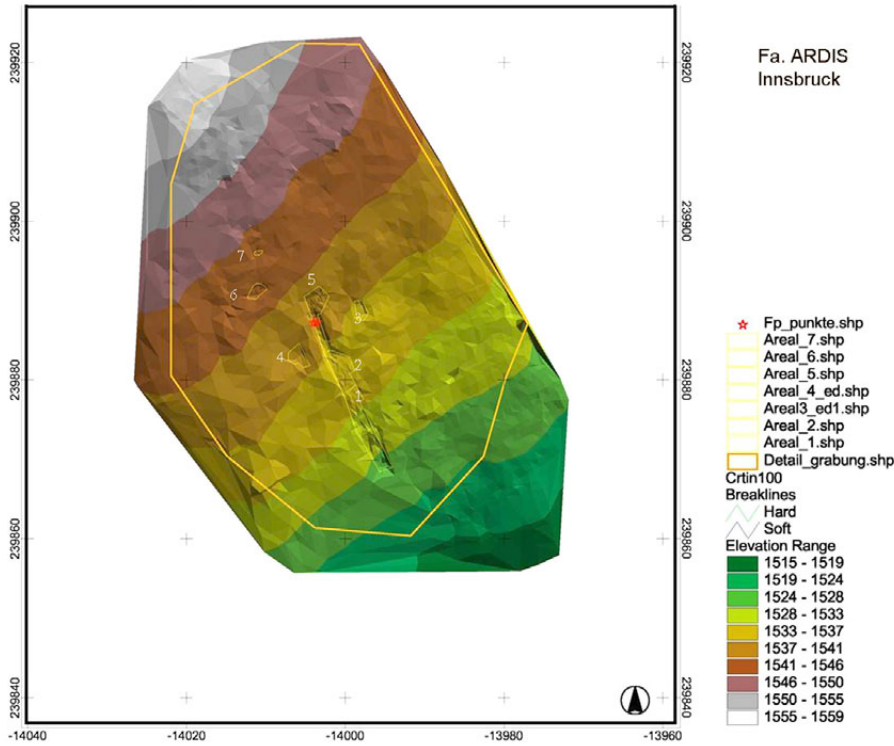 Fa. ARDIS
Innsbruck
239920
239920
239900
239900
7
6
5
3
4
2
239880
239880
1
239860
239860
239840
239840
-14040
-14020
-14000
-13980
-13960
Fp_punkte.shp
Areal_7.shp
Areal_6.shp
Areal_5.shp
Areal_4_ed.shp
Areal3_ed1.shp
Areal_2.shp
Areal_1.shp
Detail_grabung.shp
Crtin100
Breaklines
Hard
Soft
Elevation Range
1515 - 1519
1519 - 1524
1524 - 1528
1528 - 1533
1533 - 1537
1537 - 1541
1541 - 1546
1546 - 1550
1550 - 1555
1555 - 1559